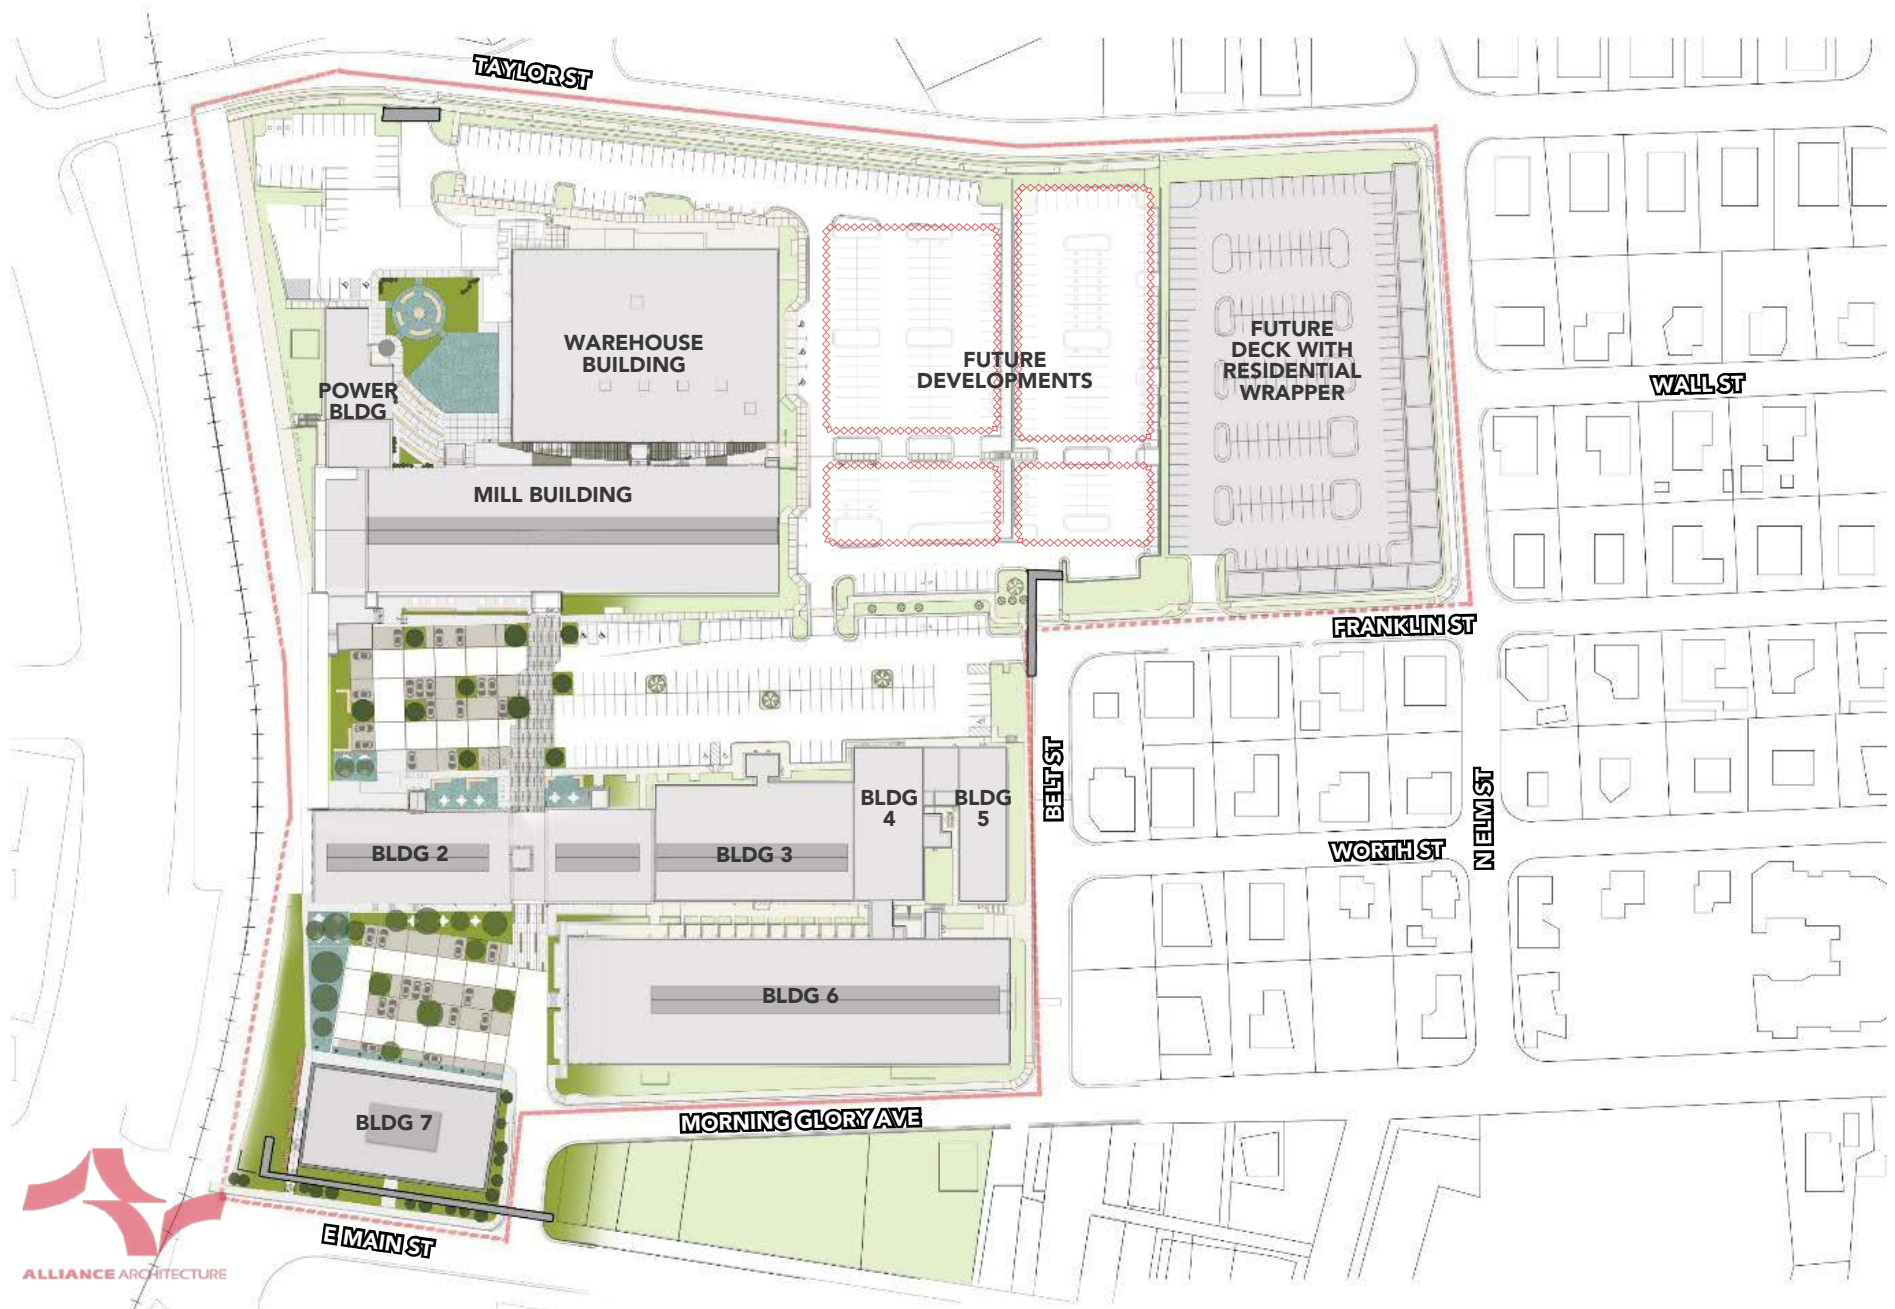 TAYLOR ST
WAREHOUSE
BUILDING
POWER
BLDG
FUTURE
DEVELOPMENTS
FUTURE
DECK WITH
RESIDENTIAL
WRAPPER
WALL ST
MILL BUILDING
FRANKLIN ST
BELT ST
N ELM ST
BLDG
4
BLDG
5
BLDG 2
BLDG 3
WORTH ST
BLDG 6
BLDG 7
MORNING GLORY AVE
E MAIN ST
ALLIANCE ARCHITECTURE